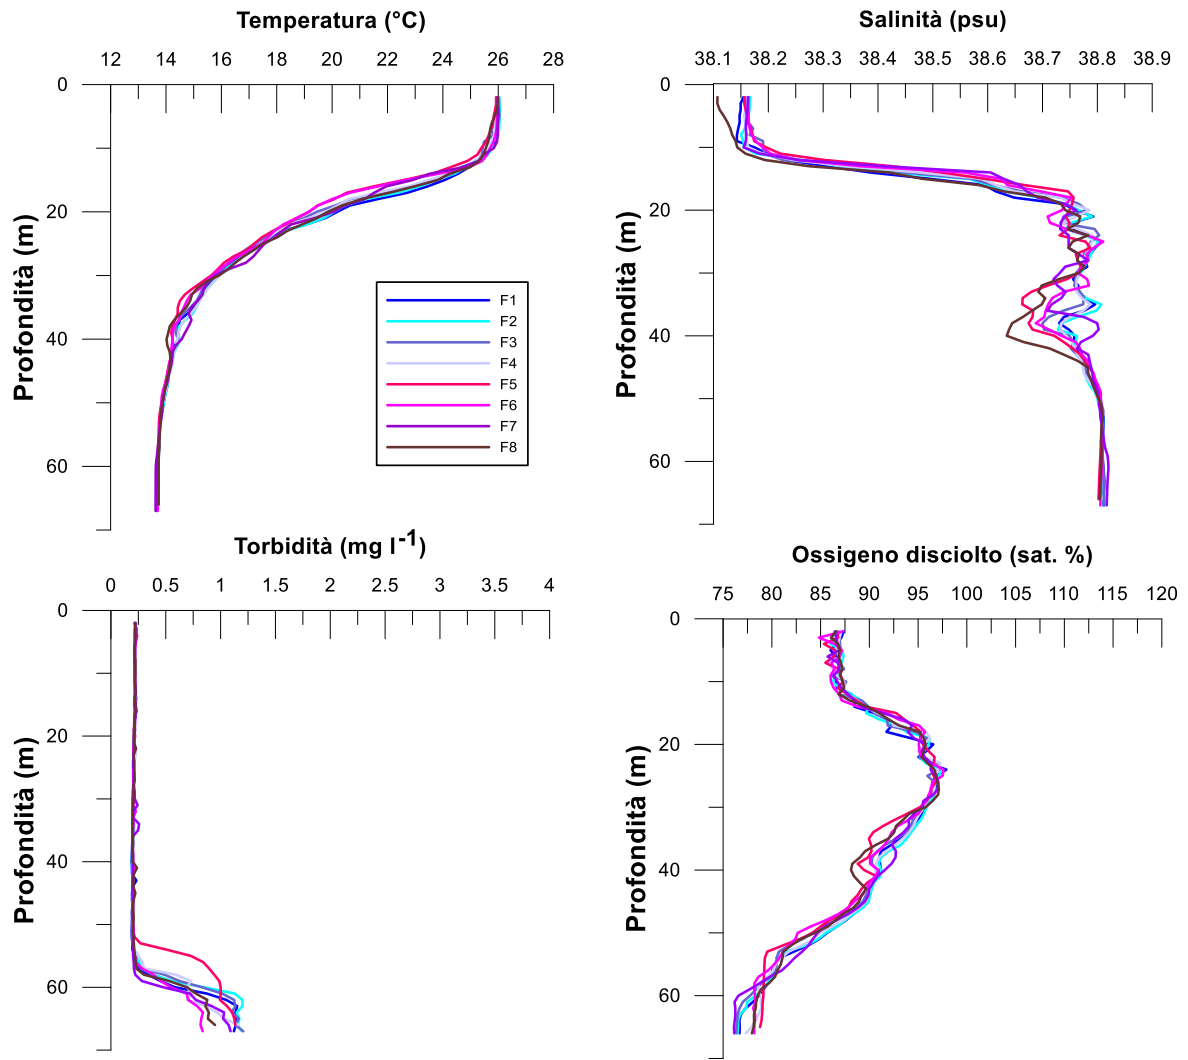 Temperatura (°C)
12 14 16 18 20 22 24 26 28
0
20
40
60
Profondità (m)
F1
F2
F3
F4
F5
F6
F7
F8
Salinità (psu)
38.1 38.2 38.3 38.4 38.5 38.6 38.7 38.8 38.9
0
20
40
60
Profondità (m)
Torbidità (mg l-1)
0 0.5 1 1.5 2 2.5 3 3.5 4
0
20
40
60
Profondità (m)
Ossigeno disciolto (sat. %)
75 80 85 90 95 100 105 110 115 120
0
20
40
60
Profondità (m)